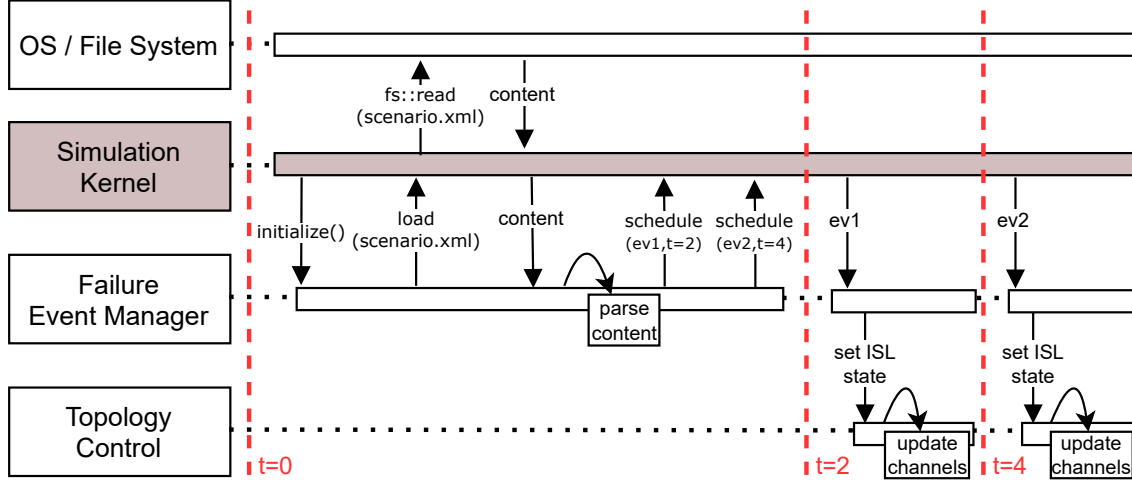 OS / File System
fs::read
(scenario.xml)
content
Simulation
Kernel
initialize()
load
(scenario.xml)
content
schedule
(ev1,t=2)
schedule
(ev2,t=4)
ev1
ev2
Failure
Event Manager
parse
content
set ISL
state
set ISL
state
Topology
Control
update
channels
update
channels
t=0
t=2
t=4